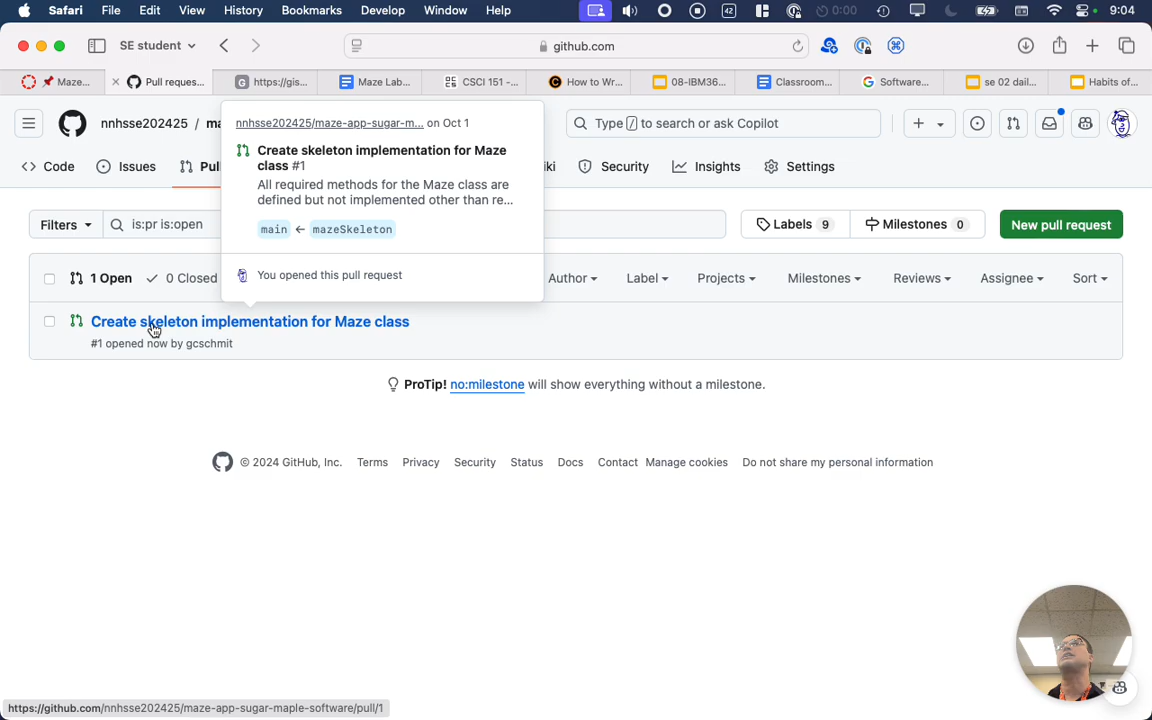 Safari File Edit View History Bookmarks Develop Window Help 42 0:00 9:04
SE student github.com
Maze... Pull reques... https://gis... Maze Lab... CSCI 151 -... How to Wr... 08-IBM36... Classroom... Software... se 02 dail... Habits of...
nnhsse202425 / ma
Type / to search or ask Copilot
nnhsse202425/maze-app-sugar-m... on Oct 1
Create skeleton implementation for Maze
class #1
All required methods for the Maze class are
defined but not implemented other than re...
main ← mazeSkeleton
You opened this pull request
Code Issues Pul iki Security Insights Settings
Filters is:pr is:open Labels 9 Milestones 0 New pull request
1 Open 0 Closed Author Label Projects Milestones Reviews Assignee Sort
Create skeleton implementation for Maze class
#1 opened now by gcschmit
ProTip! no:milestone will show everything without a milestone.
© 2024 GitHub, Inc. Terms Privacy Security Status Docs Contact Manage cookies Do not share my personal information
https://github.com/nnhsse202425/maze-app-sugar-maple-software/pull/1